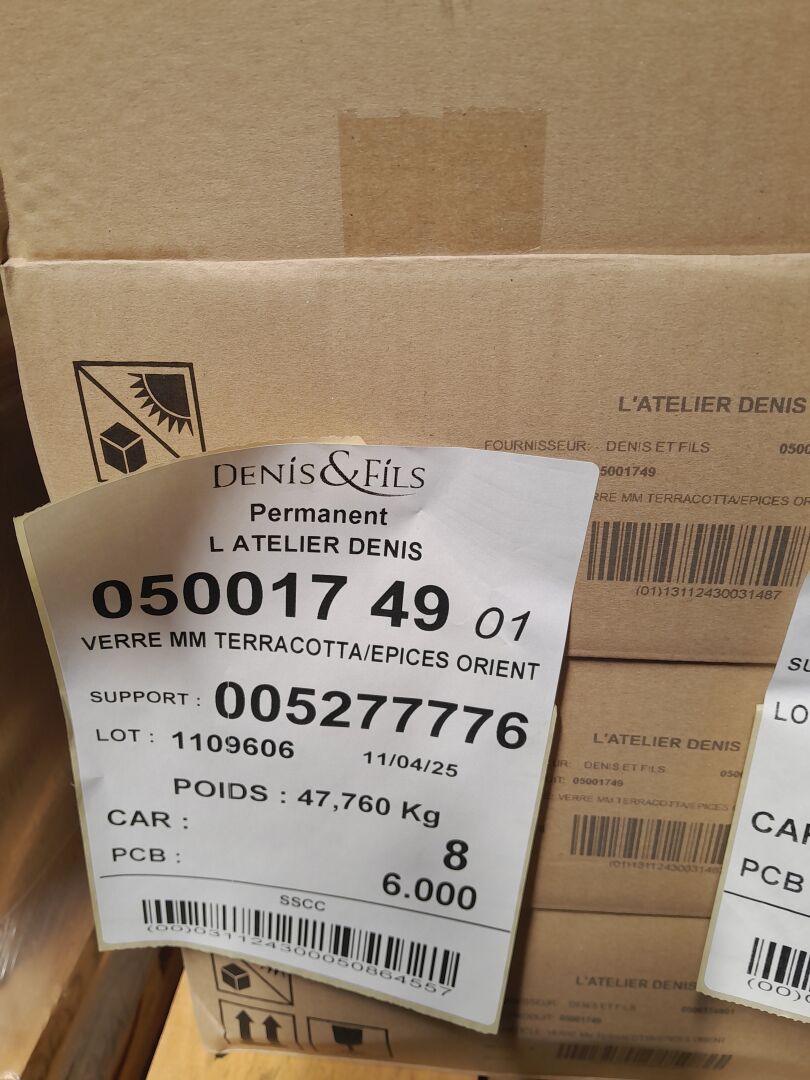 L'ATELIER DENIS
FOURNISSEUR: DENIS ET FILS
5001749
MM TERRACOTTA/EPICES
(01)13112430031487
DENIS&FILS
Permanent
L ATELIER DENIS
050017 49 01
VERRE MM TERRACOTTA/EPICES ORIENT
SUPPORT : 005277776
LOT : 1109606 11/04/25
POIDS : 47,760 Kg
CAR : 8
PCB : 6.000
SSCC
(00)031124300050864557
L'ATELIER DENIS
DENIS ET FILS
05001749
VERRE MM TERRACOTTA/EPICES
LO
CAR
PCB
(00)
L'ATELIER DENIS